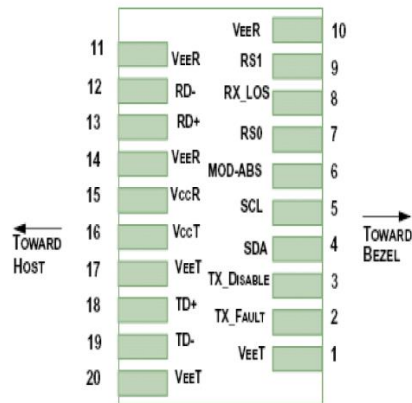 VEER 10
11 VEER RS1 9
12 RD- RX_LOS 8
13 RD+ RS0 7
14 VEER MOD-ABS 6
15 VCCR SCL 5
16 VCCT SDA 4
TOWARD HOST
TOWARD BEZEL
17 VEET TX_DISABLE 3
18 TD+ TX_FAULT 2
19 TD- VEET 1
20 VEET